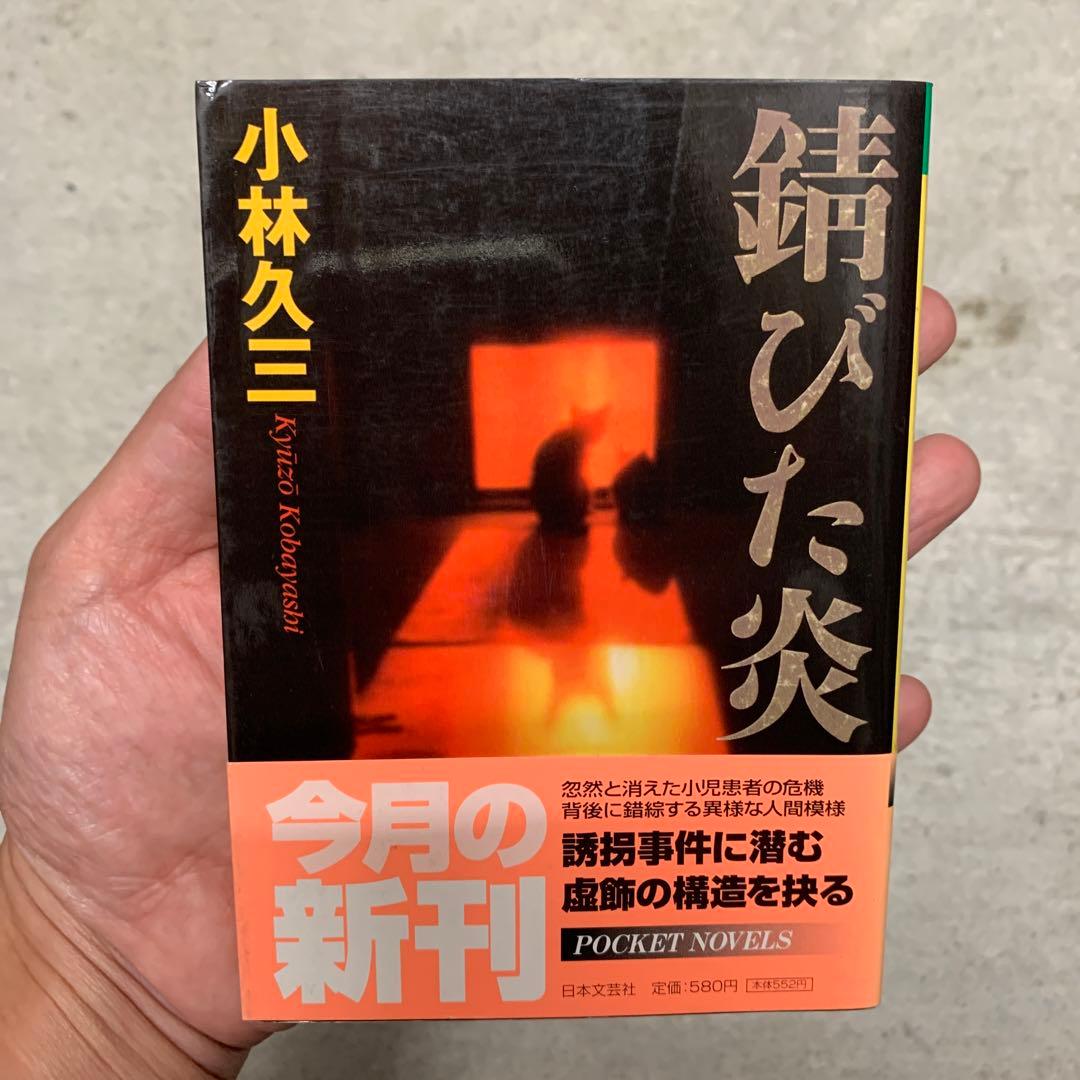 錆びた炎
小林久三
Kyūzō Kobayashi
今月の
新刊
忽然と消えた小児患者の危機
背後に錯綜する異様な人間模様
誘拐事件に潜む
虚飾の構造を抉る
POCKET NOVELS
日本文芸社 定価:580円 本体552円